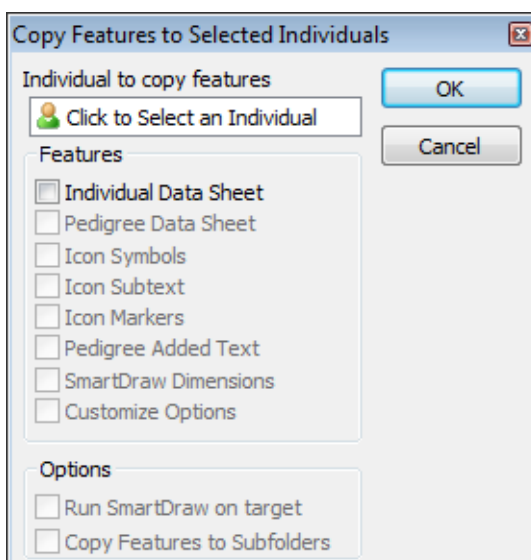 Copy Features to Selected Individuals
Individual to copy features
OK
Click to Select an Individual
Cancel
Features
Individual Data Sheet
Pedigree Data Sheet
Icon Symbols
Icon Subtext
Icon Markers
Pedigree Added Text
SmartDraw Dimensions
Customize Options
Options
Run SmartDraw on target
Copy Features to Subfolders